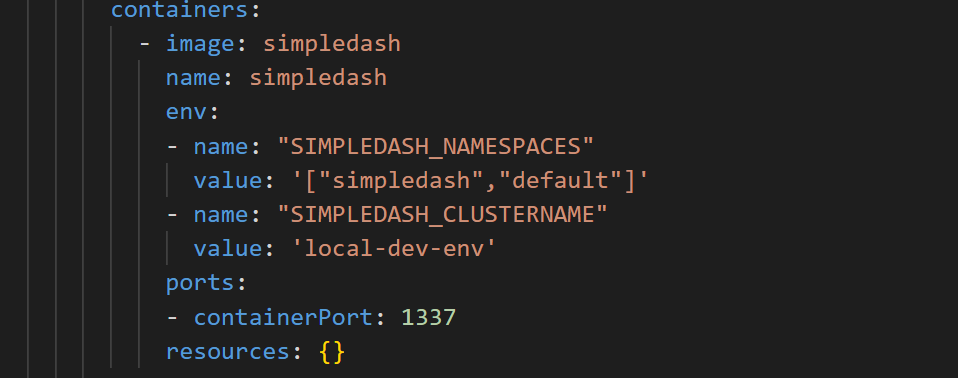 containers:
- image: simpledash
name: simpledash
env:
- name: "SIMPLEDASH_NAMESPACES"
value: '["simpledash","default"]'
- name: "SIMPLEDASH_CLUSTERNAME"
value: 'local-dev-env'
ports:
- containerPort: 1337
resources: {}